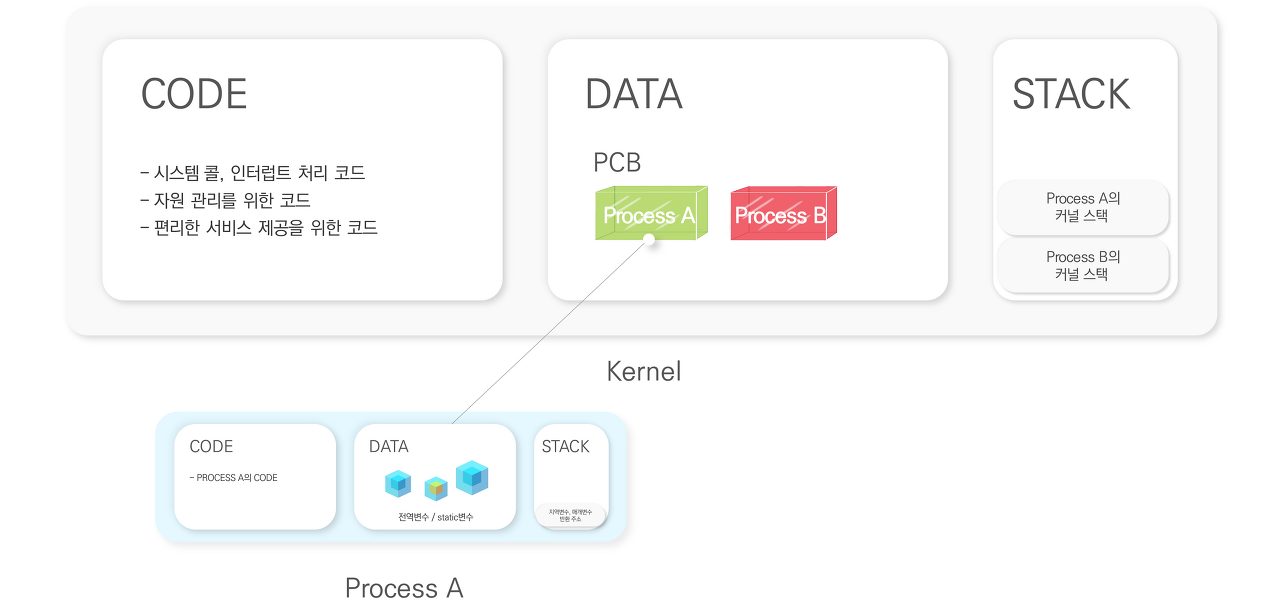 CODE
- 시스템 콜, 인터럽트 처리 코드
- 자원 관리를 위한 코드
- 편리한 서비스 제공을 위한 코드
DATA
PCB
Process A
Process B
STACK
Process A의
커널 스택
Process B의
커널 스택
Kernel
CODE
- PROCESS A의 CODE
DATA
전역변수 / static변수
STACK
지역변수, 매개변수
반환 주소
Process A